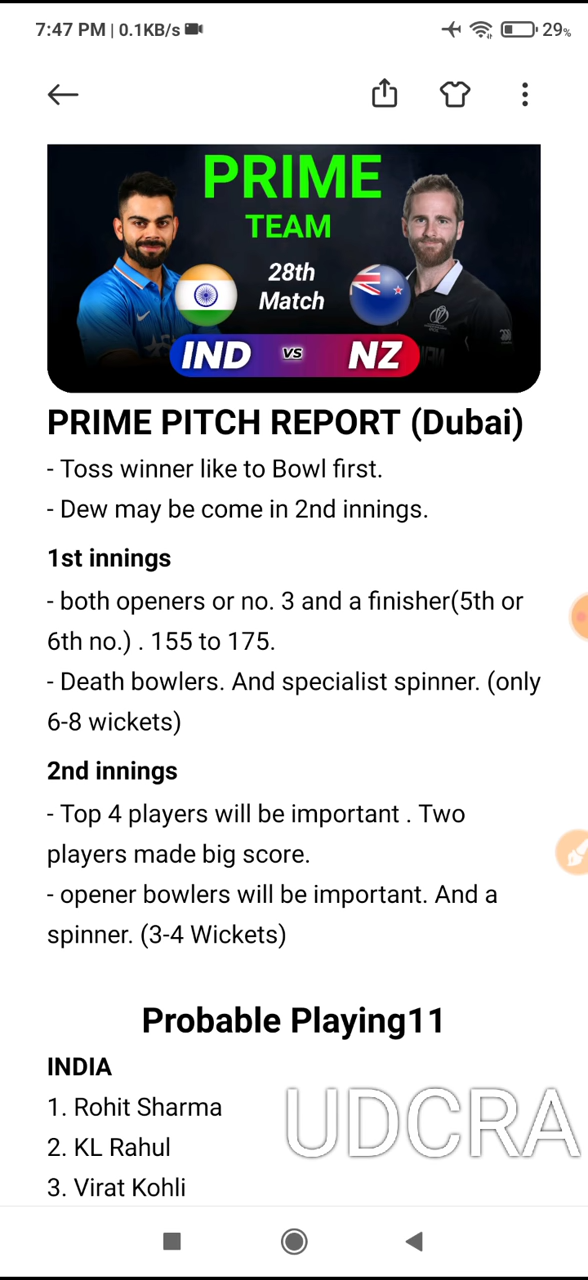 7:47 PM | 0.1KB/s
29%
PRIME
TEAM
28th
Match
IND vs NZ
PRIME PITCH REPORT (Dubai)
- Toss winner like to Bowl first.
- Dew may be come in 2nd innings.
1st innings
- both openers or no. 3 and a finisher(5th or
6th no.) . 155 to 175.
- Death bowlers. And specialist spinner. (only
6-8 wickets)
2nd innings
- Top 4 players will be important . Two
players made big score.
- opener bowlers will be important. And a
spinner. (3-4 Wickets)
Probable Playing11
INDIA
1. Rohit Sharma
2. KL Rahul
3. Virat Kohli
UDCRA